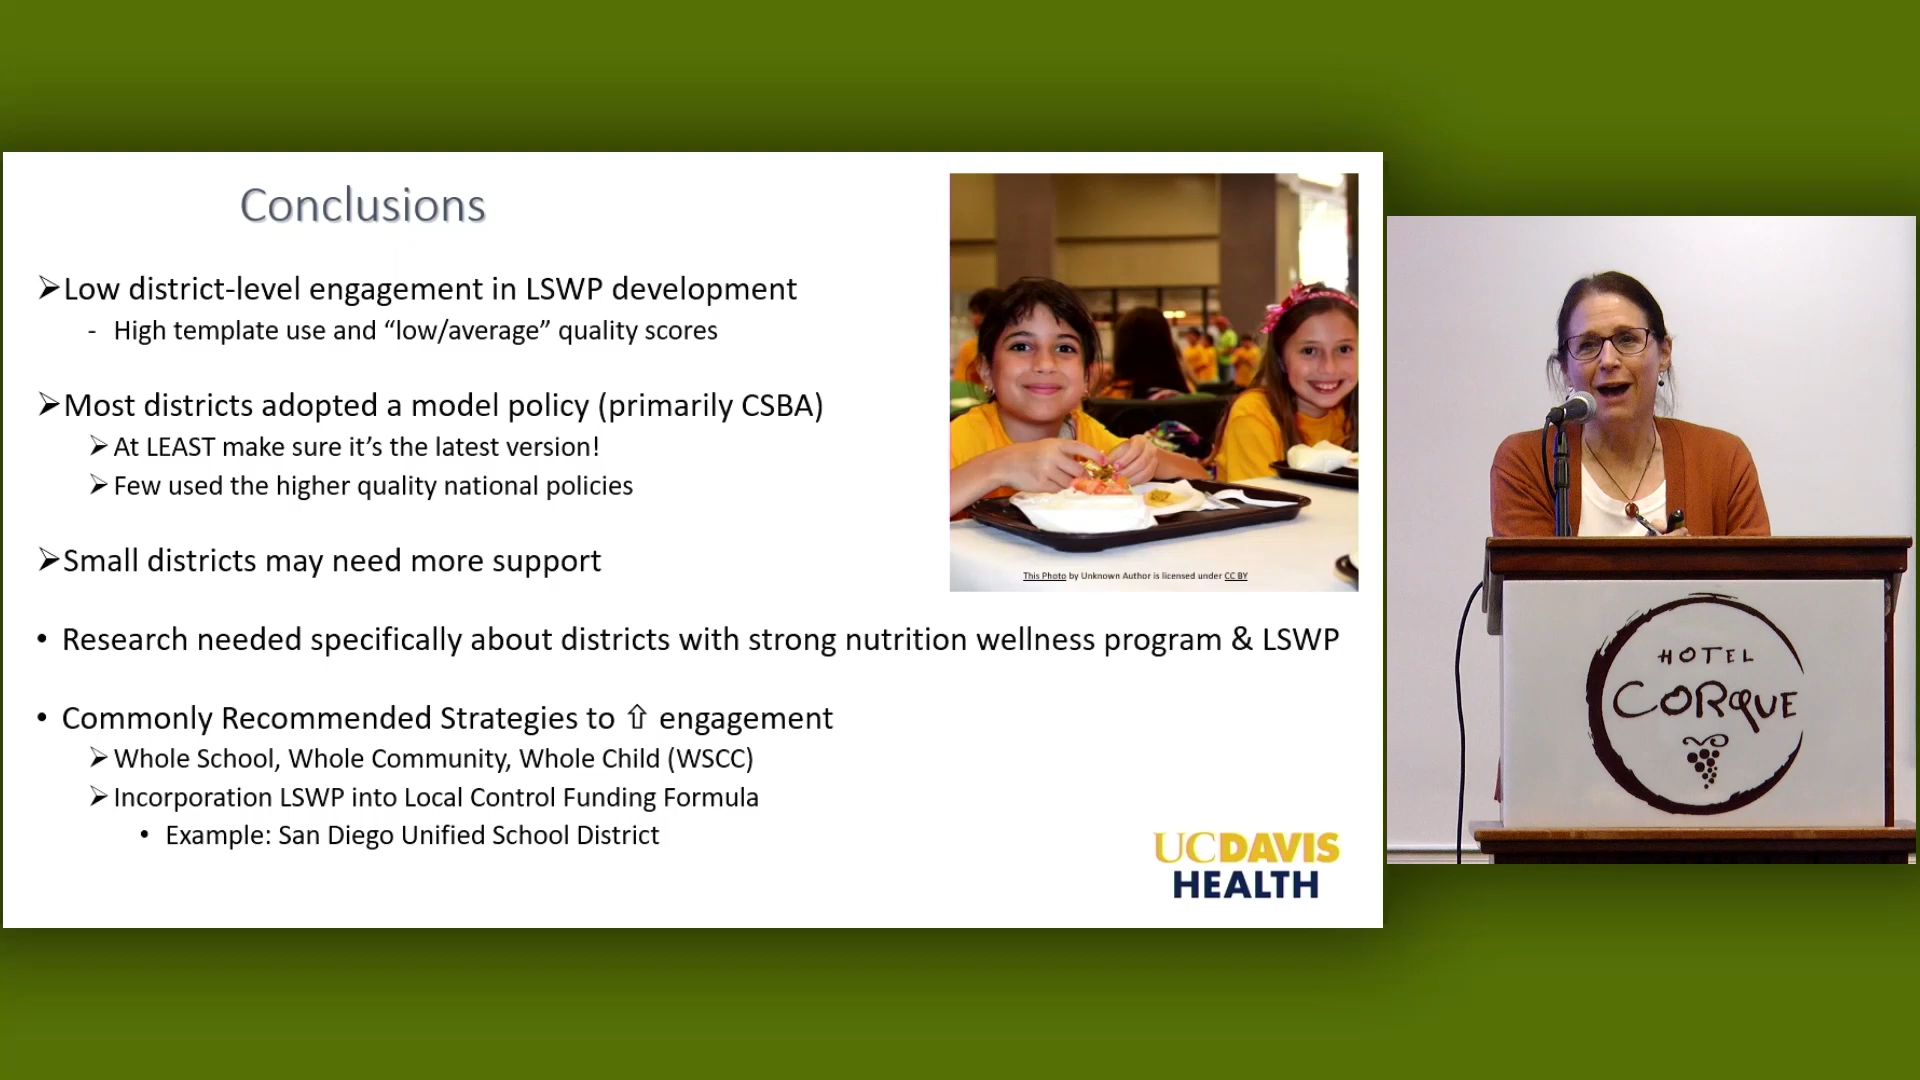 Conclusions
➢Low district-level engagement in LSWP development
- High template use and “low/average” quality scores
➢Most districts adopted a model policy (primarily CSBA)
➢At LEAST make sure it’s the latest version!
➢Few used the higher quality national policies
➢Small districts may need more support
• Research needed specifically about districts with strong nutrition wellness program & LSWP
• Commonly Recommended Strategies to ⇧ engagement
➢Whole School, Whole Community, Whole Child (WSCC)
➢Incorporation LSWP into Local Control Funding Formula
• Example: San Diego Unified School District
This Photo by Unknown Author is licensed under CC BY
UCDAVIS
HEALTH
HOTEL
CORQUE